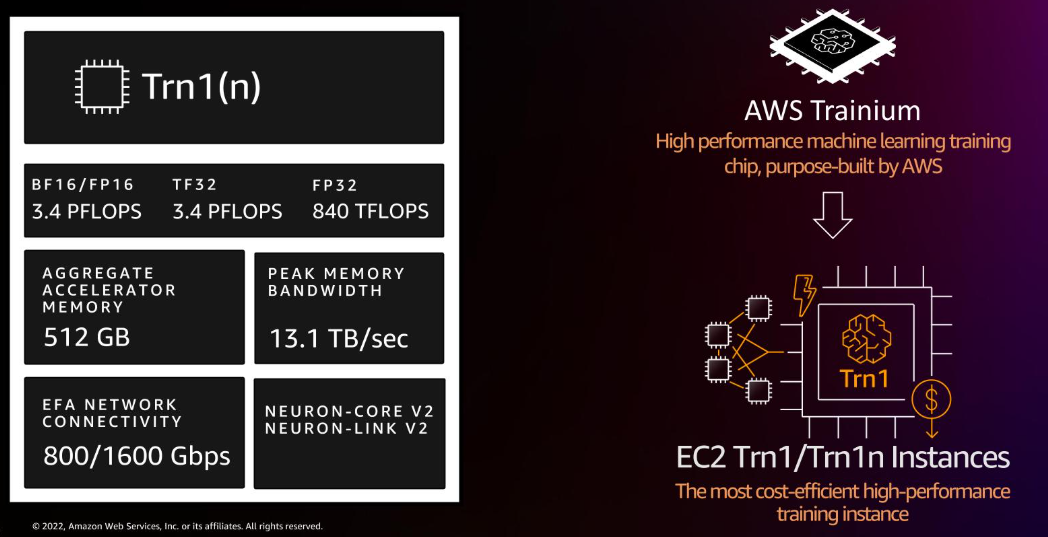 Trn1(n)
BF16/FP16
3.4 PFLOPS
TF32
3.4 PFLOPS
FP32
840 TFLOPS
AGGREGATE
ACCELERATOR
MEMORY
512 GB
PEAK MEMORY
BANDWIDTH
13.1 TB/sec
EFA NETWORK
CONNECTIVITY
800/1600 Gbps
NEURON-CORE V2
NEURON-LINK V2
© 2022, Amazon Web Services, Inc. or its affiliates. All rights reserved.
AWS Trainium
High performance machine learning training
chip, purpose-built by AWS
Trn1
$
EC2 Trn1/Trn1n Instances
The most cost-efficient high-performance
training instance